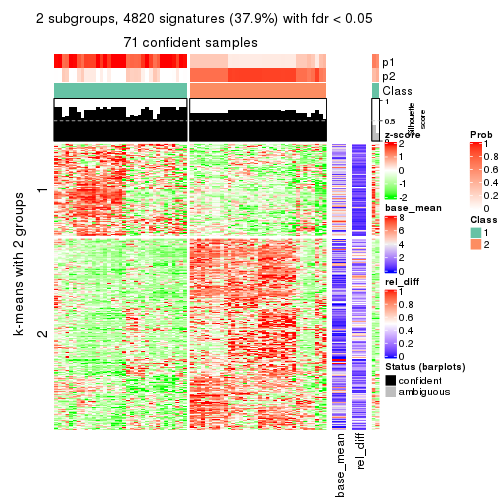 2 subgroups, 4820 signatures (37.9%) with fdr < 0.05
71 confident samples
p1
p2
Class
1
0.5
0
Silhouette
score
k-means with 2 groups
1
2
base_mean
rel_diff
z-score
2
1
0
-1
-2
base_mean
8
6
4
2
0
rel_diff
1
0.8
0.6
0.4
0.2
0
Status (barplots)
confident
ambiguous
Prob
1
0.8
0.6
0.4
0.2
0
Class
1
2